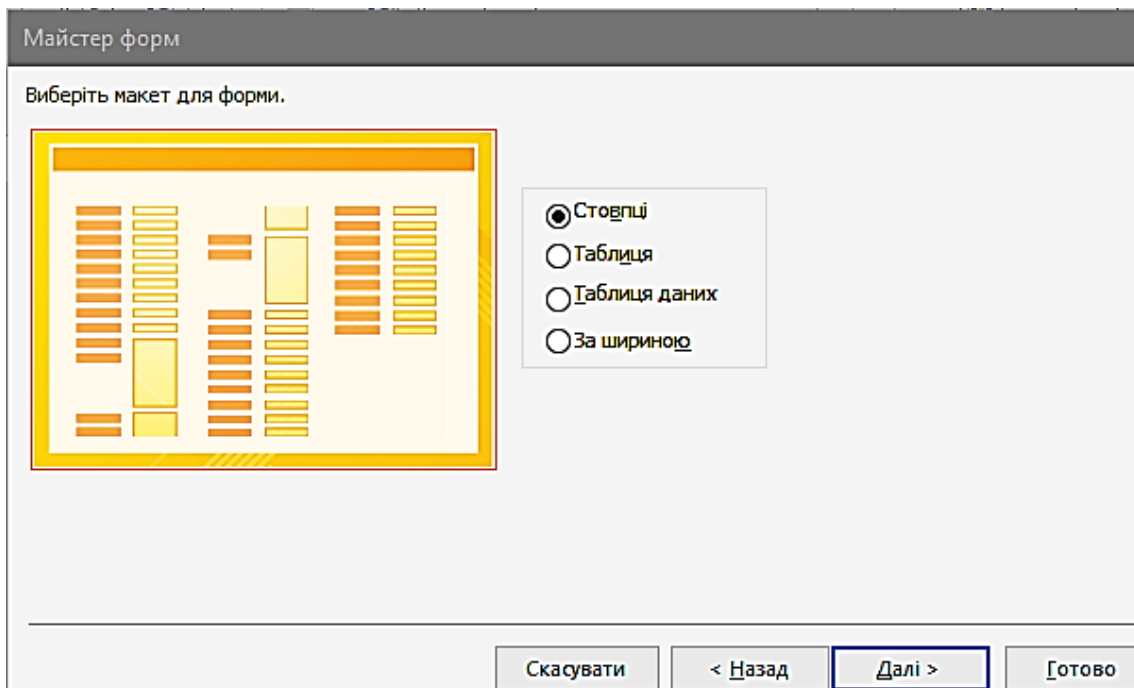 Майстер форм
Виберіть макет для форми.
Стовпці
Таблиця
Таблиця даних
За шириною
Скасувати
< Назад
Далі >
Готово